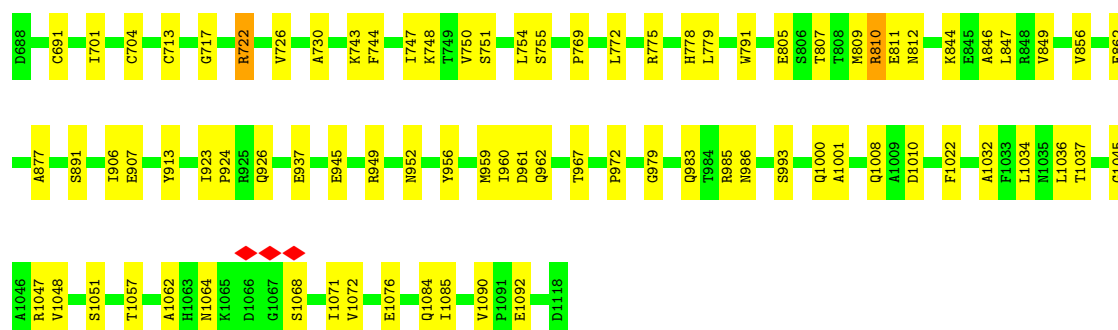 D688 C691 I701 C704 C713 G717 R722 V726 A730 K743 F744 I747 K748 T749 V750 S751 L754 S755 P769 L772 R775 H778 L779 W791 E805 S806 T807 T808 M809 R810 E811 N812 K844 E845 A846 L847 R848 V849 V856
A877 S891 I906 E907 Y913 I923 P924 R925 Q926 E937 E945 R949 N952 Y956 M959 I960 D961 Q962 T967 P972 G979 Q983 T984 R985 N986 S993 Q1000 A1001 Q1008 A1009 D1010 F1022 A1032 F1033 L1034 N1035 L1036 T1037
A1046 R1047 V1048 S1051 T1057 A1062 H1063 N1064 K1065 D1066 G1067 S1068 I1071 V1072 E1076 Q1084 I1085 V1090 P1091 E1092 D1118